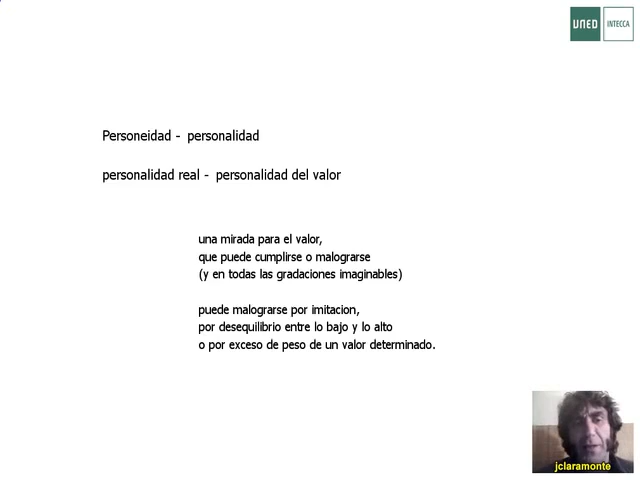 UNED INTECCA
Personeidad - personalidad
personalidad real - personalidad del valor
una mirada para el valor,
que puede cumplirse o malograrse
(y en todas las gradaciones imaginables)
puede malograrse por imitacion,
por desequilibrio entre lo bajo y lo alto
o por exceso de peso de un valor determinado.
jclaramonte